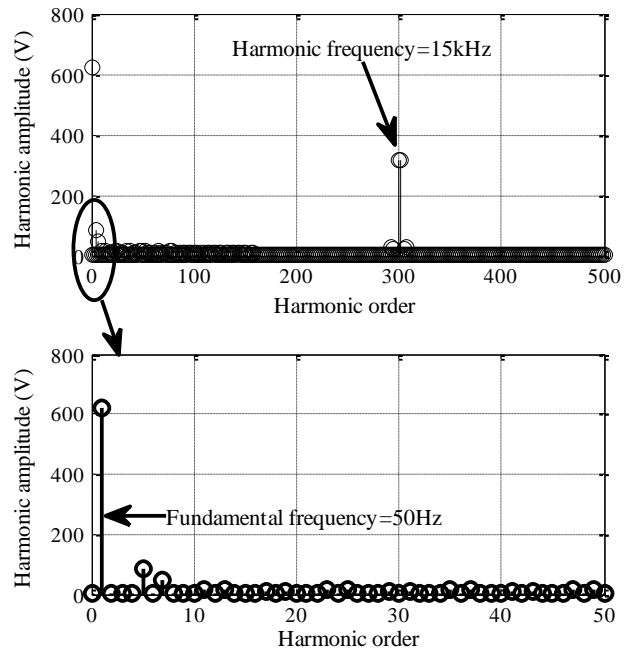 800
600
400
200
0
Harmonic amplitude (V)
Harmonic frequency=15kHz
0 100 200 300 400 500
Harmonic order
800
600
400
200
0
Harmonic amplitude (V)
Fundamental frequency=50Hz
0 10 20 30 40 50
Harmonic order